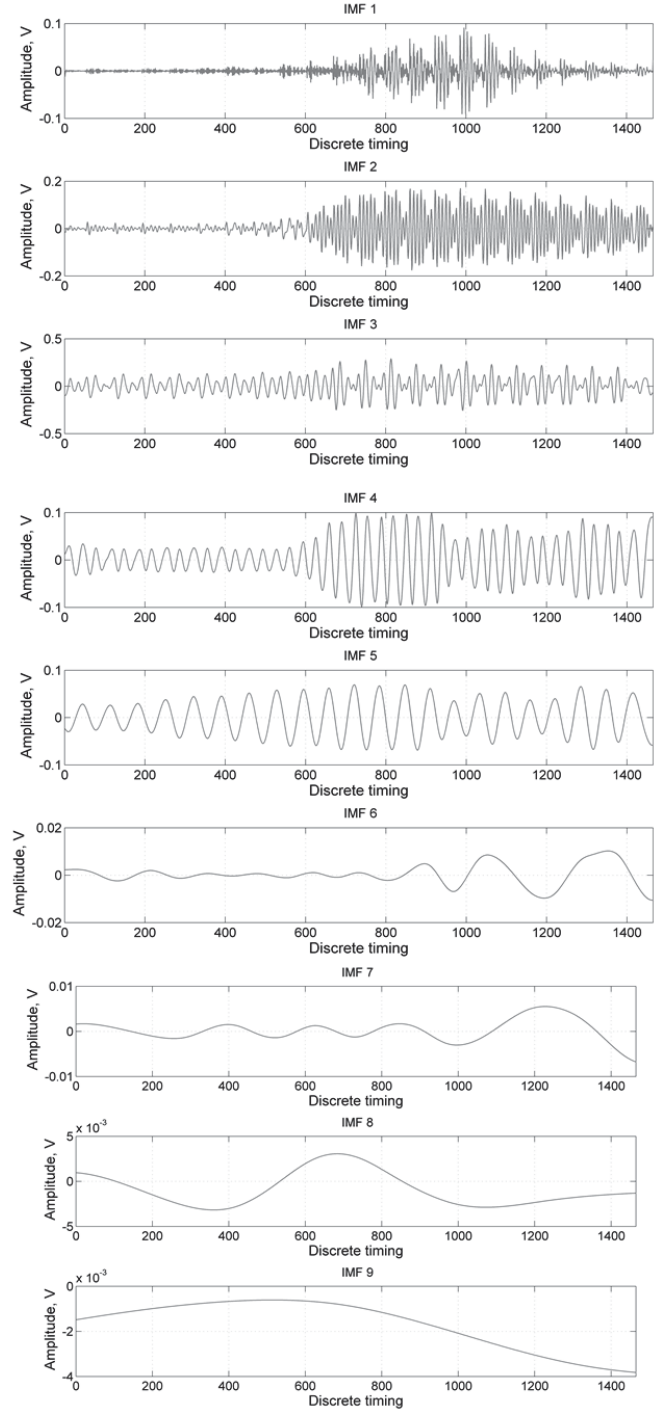 IMF 1
Amplitude, V
0.1
0
-0.1
0 200 400 600 800 1000 1200 1400
Discrete timing
IMF 2
Amplitude, V
0.2
0
-0.2
0 200 400 600 800 1000 1200 1400
Discrete timing
IMF 3
Amplitude, V
0.5
0
-0.5
0 200 400 600 800 1000 1200 1400
Discrete timing
IMF 4
Amplitude, V
0.1
0
-0.1
0 200 400 600 800 1000 1200 1400
Discrete timing
IMF 5
Amplitude, V
0.1
0
-0.1
0 200 400 600 800 1000 1200 1400
Discrete timing
IMF 6
Amplitude, V
0.02
0
-0.02
0 200 400 600 800 1000 1200 1400
Discrete timing
IMF 7
Amplitude, V
0.01
0
-0.01
0 200 400 600 800 1000 1200 1400
Discrete timing
x 10⁻³ IMF 8
Amplitude, V
5
0
-5
0 200 400 600 800 1000 1200 1400
Discrete timing
x 10⁻³ IMF 9
Amplitude, V
0
-2
-4
0 200 400 600 800 1000 1200 1400
Discrete timing